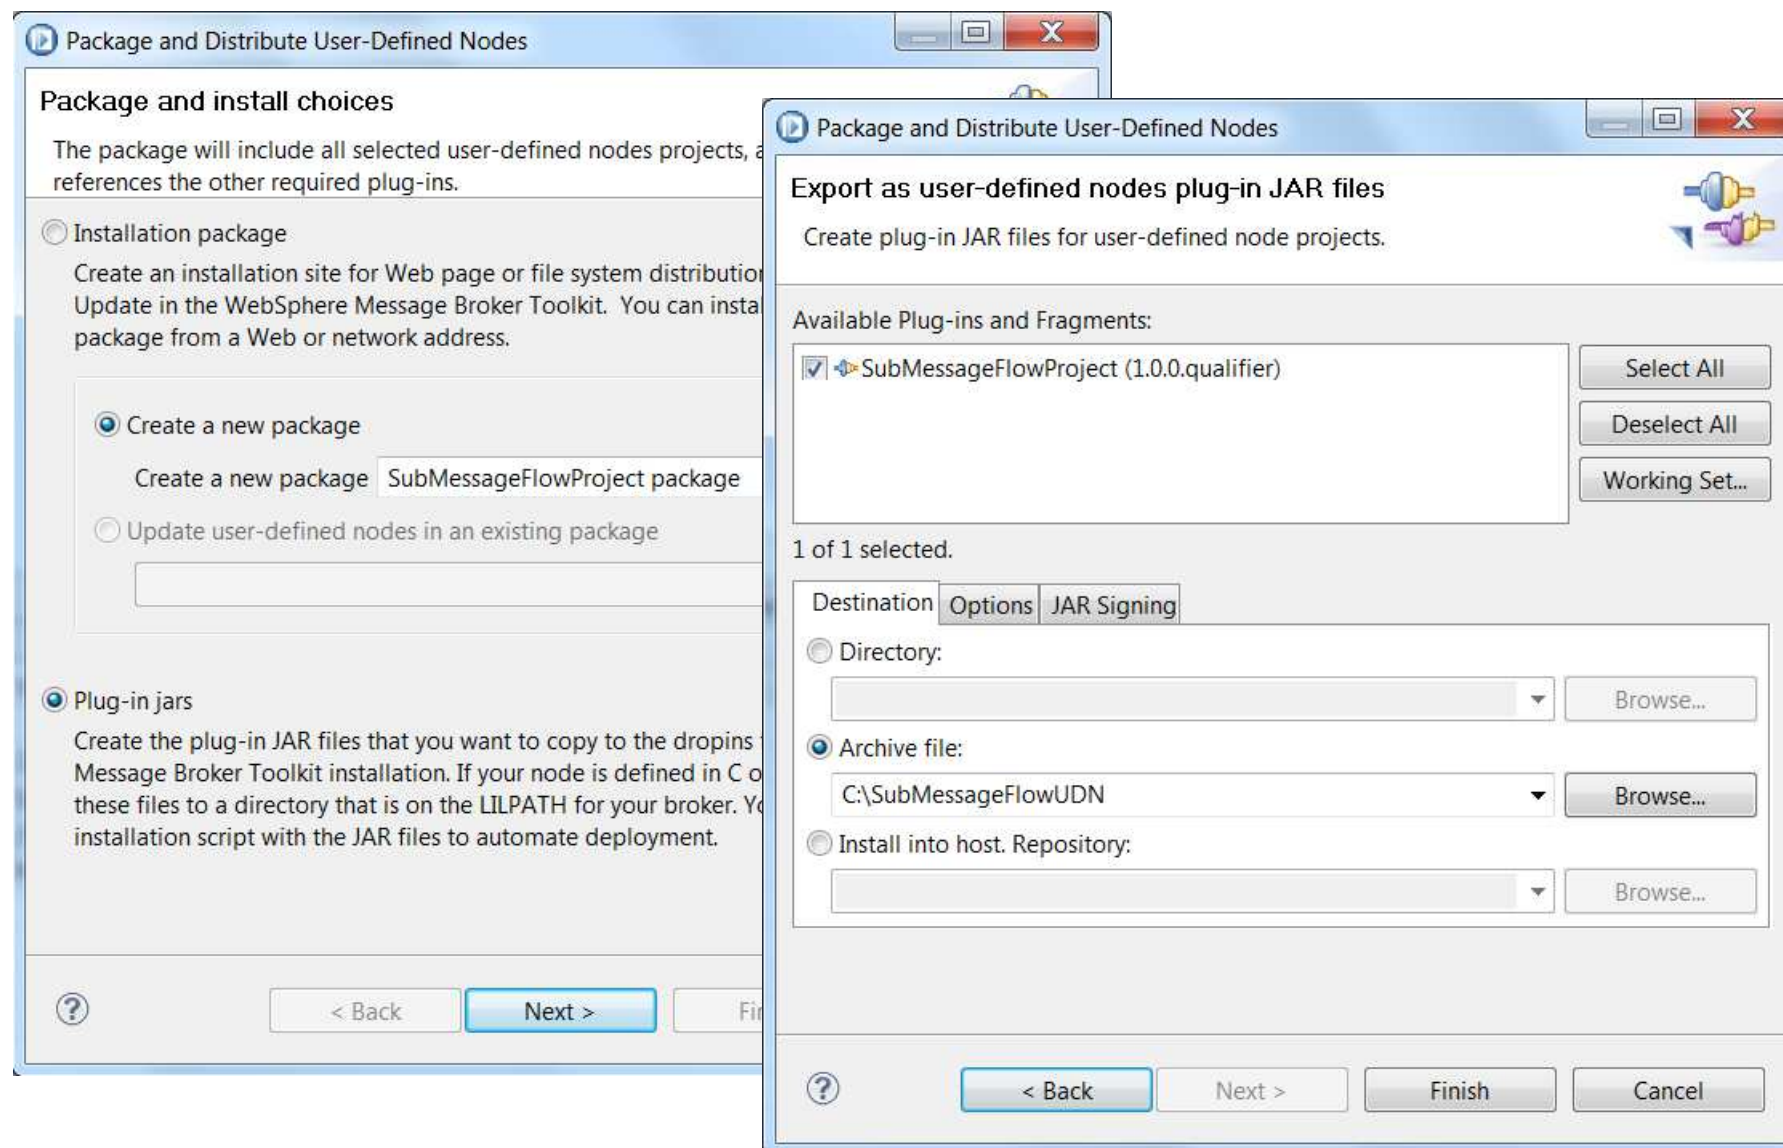 Package and Distribute User-Defined Nodes
Package and install choices
The package will include all selected user-defined nodes projects,
references the other required plug-ins.
Installation package
Create an installation site for Web page or file system
Update in the WebSphere Message Broker Toolkit.  You can
package from a Web or network address.
Create a new package
Create a new package SubMessageFlowProject package
Update user-defined nodes in an existing package
Plug-in jars
Create the plug-in JAR files that you want to copy to the dropins
Message Broker Toolkit installation. If your node is defined in C
these files to a directory that is on the LILPATH for your broker.
installation script with the JAR files to automate deployment.
< Back Next >
Package and Distribute User-Defined Nodes
Export as user-defined nodes plug-in JAR files
Create plug-in JAR files for user-defined node projects.
Available Plug-ins and Fragments:
SubMessageFlowProject (1.0.0.qualifier)
Select All
Deselect All
Working Set...
1 of 1 selected.
Destination Options JAR Signing
Directory:
Browse...
Archive file:
C:\SubMessageFlowUDN Browse...
Install into host. Repository:
Browse...
< Back Next > Finish Cancel